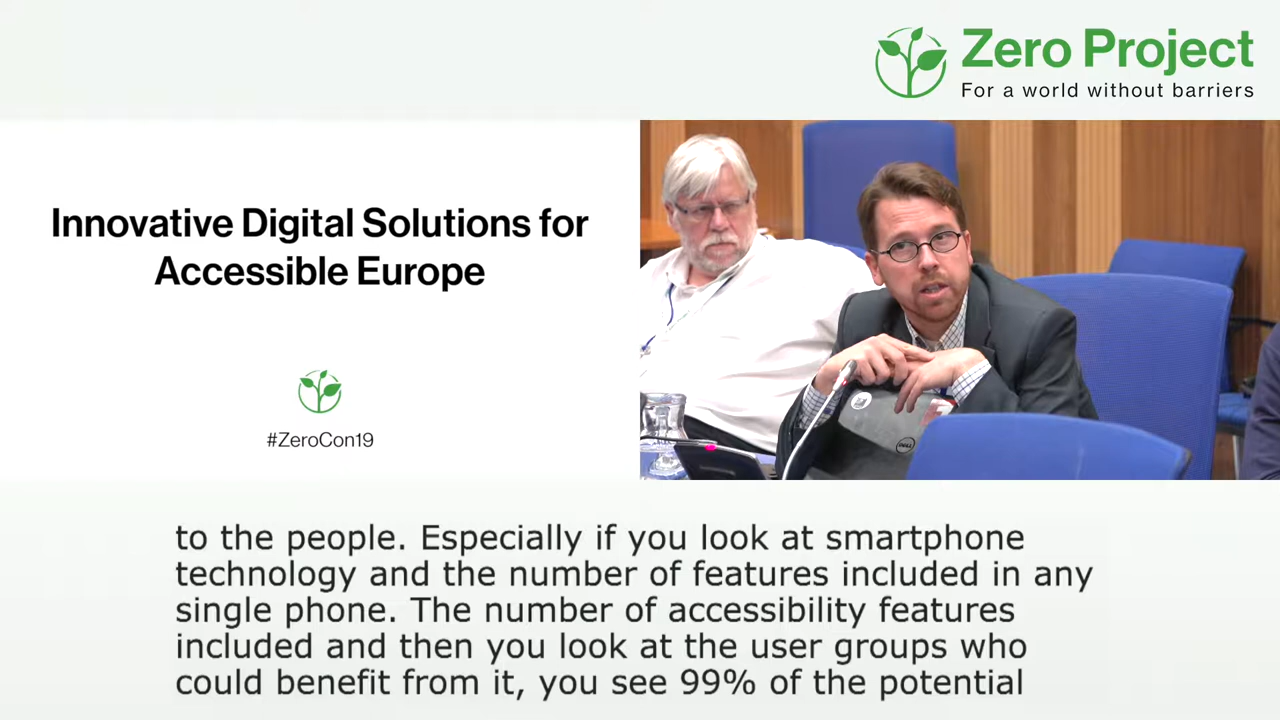 Zero Project
For a world without barriers
Innovative Digital Solutions for
Accessible Europe
#ZeroCon19
DELL
to the people. Especially if you look at smartphone
technology and the number of features included in any
single phone. The number of accessibility features
included and then you look at the user groups who
could benefit from it, you see 99% of the potential